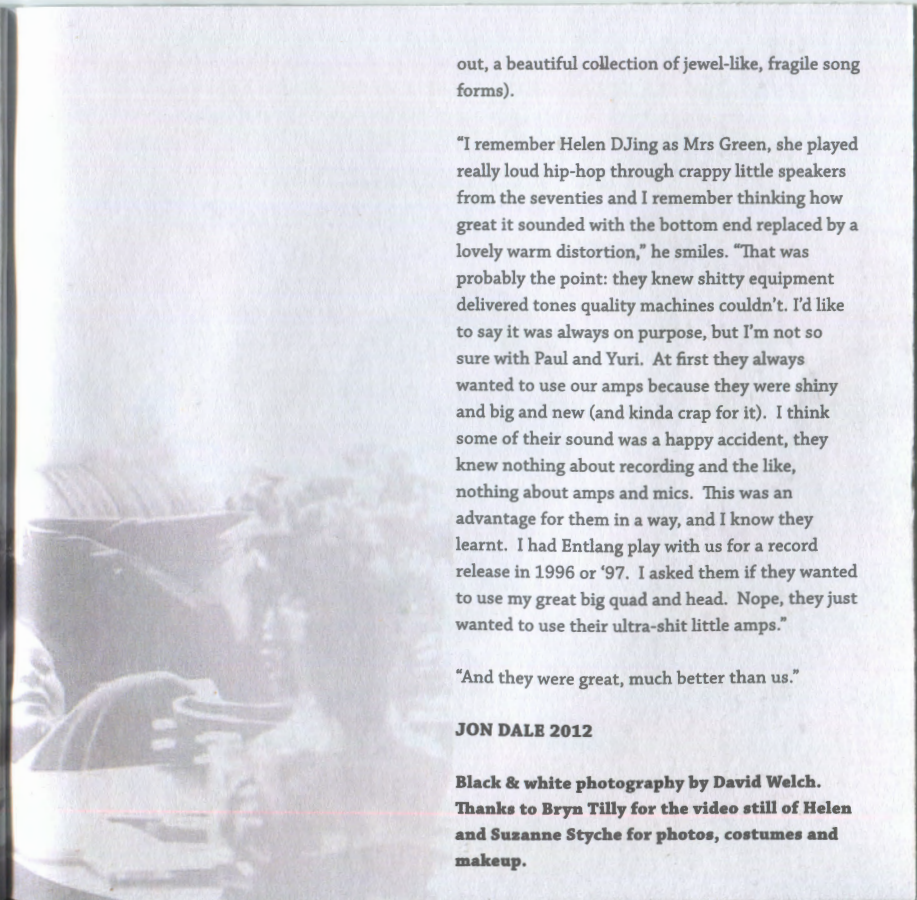 out, a beautiful collection of jewel-like, fragile song
forms).
“I remember Helen DJing as Mrs Green, she played
really loud hip-hop through crappy little speakers
from the seventies and I remember thinking how
great it sounded with the bottom end replaced by a
lovely warm distortion,” he smiles. “That was
probably the point: they knew shitty equipment
delivered tones quality machines couldn’t. I’d like
to say it was always on purpose, but I’m not so
sure with Paul and Yuri.  At first they always
wanted to use our amps because they were shiny
and big and new (and kinda crap for it).  I think
some of their sound was a happy accident, they
knew nothing about recording and the like,
nothing about amps and mics.  This was an
advantage for them in a way, and I know they
learnt.  I had Entlang play with us for a record
release in 1996 or ‘97.  I asked them if they wanted
to use my great big quad and head.  Nope, they just
wanted to use their ultra-shit little amps.”
“And they were great, much better than us.”
JON DALE 2012
Black & white photography by David Welch.
Thanks to Bryn Tilly for the video still of Helen
and Suzanne Styche for photos, costumes and
makeup.